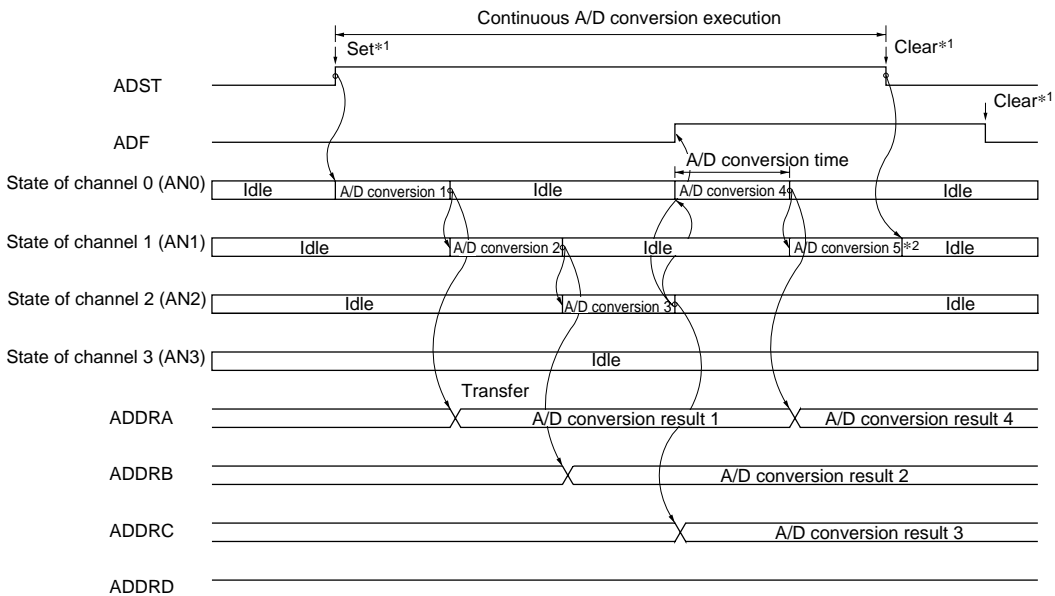 Continuous A/D conversion execution
Set*1
Clear*1
ADST
Clear*1
ADF
A/D conversion time
State of channel 0 (AN0)
Idle
A/D conversion 1
Idle
A/D conversion 4
Idle
State of channel 1 (AN1)
Idle
A/D conversion 2
Idle
A/D conversion 5
*2
Idle
State of channel 2 (AN2)
Idle
A/D conversion 3
Idle
State of channel 3 (AN3)
Idle
Transfer
ADDRA
A/D conversion result 1
A/D conversion result 4
ADDRB
A/D conversion result 2
ADDRC
A/D conversion result 3
ADDRD